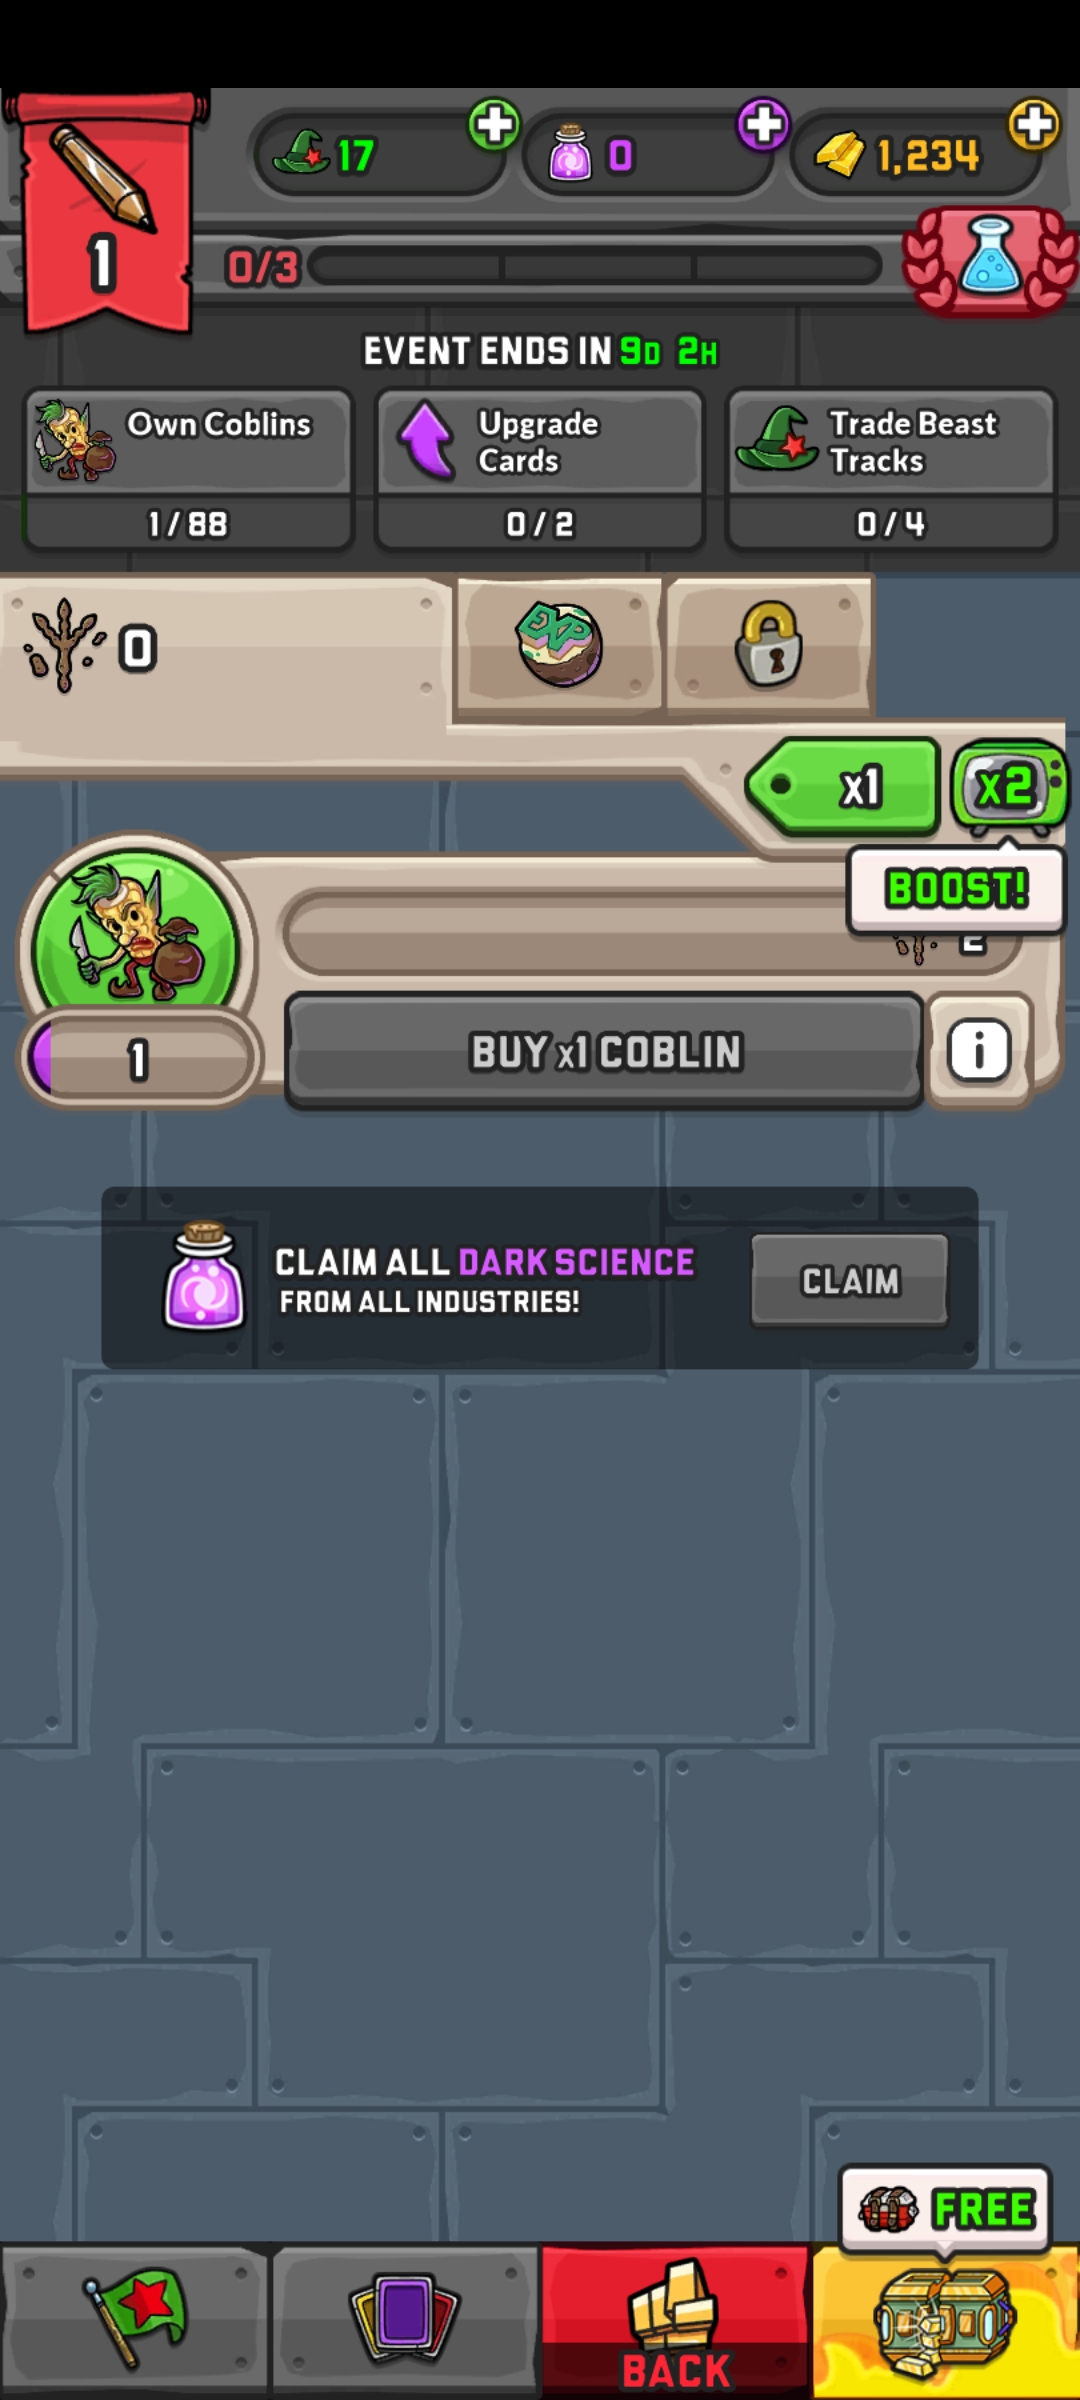 17
0
1,234
1
0/3
EVENT ENDS IN 9D 2H
Own Coblins
1/88
Upgrade
Cards
0/2
Trade Beast
Tracks
0/4
0
EXP
x1
x2
BOOST!
2
1
BUY x1 COBLIN
i
CLAIM ALL DARK SCIENCE
FROM ALL INDUSTRIES!
CLAIM
FREE
BACK